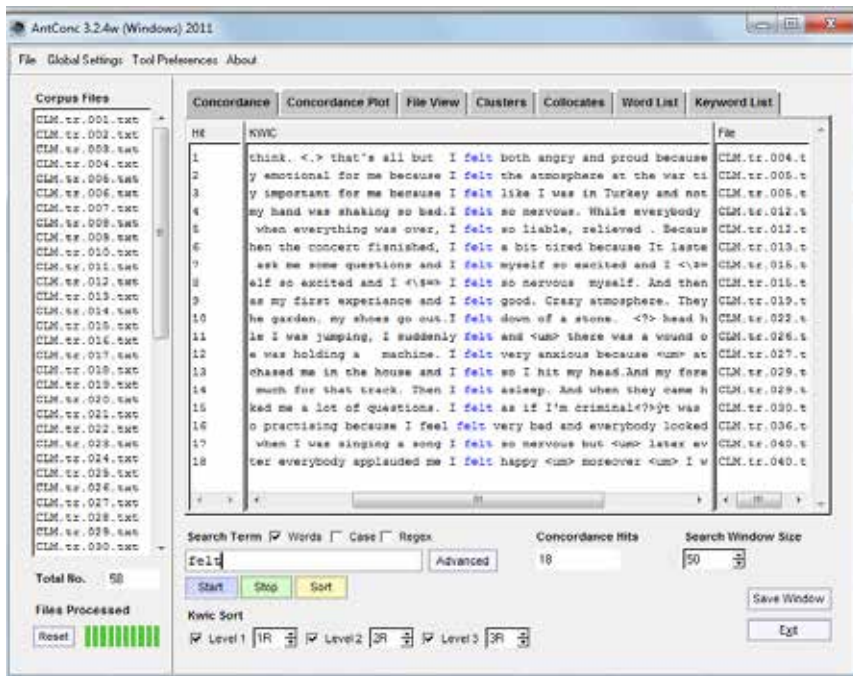 AntConc 3.2.4w (Windows) 2011
File Global Settings Tool Preferences About
Corpus Files
CLM.tr.001.txt
CLM.tr.002.txt
CLM.tr.003.txt
CLM.tr.004.txt
CLM.tr.005.txt
CLM.tr.006.txt
CLM.tr.007.txt
CLM.tr.008.txt
CLM.tr.009.txt
CLM.tr.010.txt
CLM.tr.011.txt
CLM.tr.012.txt
CLM.tr.013.txt
CLM.tr.014.txt
CLM.tr.015.txt
CLM.tr.016.txt
CLM.tr.017.txt
CLM.tr.018.txt
CLM.tr.019.txt
CLM.tr.020.txt
CLM.tr.021.txt
CLM.tr.022.txt
CLM.tr.023.txt
CLM.tr.024.txt
CLM.tr.025.txt
CLM.tr.026.txt
CLM.tr.027.txt
CLM.tr.028.txt
CLM.tr.029.txt
CLM.tr.030.txt
Total No. 58
Files Processed
Reset
Concordance Concordance Plot File View Clusters Collocates Word List Keyword List
Hit KWIC File
1 think. <.> that's all but I felt both angry and proud because CLM.tr.004.t
2 y emotional for me because I felt the atmosphere at the war ti CLM.tr.005.t
3 y important for me because I felt like I was in Turkey and not CLM.tr.005.t
4 my hand was shaking so bad.I felt so nervous. While everybody CLM.tr.012.t
5 when everything was over, I felt so liable, relieved . Becaus CLM.tr.012.t
6 hen the concert fisnished, I felt a bit tired because It laste CLM.tr.013.t
7 ask me some questions and I felt myself so excited and I <\$= CLM.tr.015.t
8 elf so excited and I <\$=> I felt so nervous myself. And then CLM.tr.015.t
9 as my first experiance and I felt good. Crazy atmosphere. They CLM.tr.019.t
10 he garden. my shoes go out.I felt down of a stone. <?> head h CLM.tr.022.t
11 le I was jumping, I suddenly felt and <um> there was a wound o CLM.tr.026.t
12 e was holding a machine. I felt very anxious because <um> at CLM.tr.027.t
13 chased me in the house and I felt so I hit my head.And my fore CLM.tr.029.t
14 much for that track. Then I felt asleep. And when they came h CLM.tr.029.t
15 ked me a lot of questions. I felt as if I'm criminal<?>ÿt was CLM.tr.030.t
16 o practising because I feel felt very bad and everybody looked CLM.tr.036.t
17 when I was singing a song I felt so nervous but <um> later ev CLM.tr.040.t
18 ter everybody applauded me I felt happy <um> moreover <um> I w CLM.tr.040.t
Search Term Words Case Regex Concordance Hits Search Window Size
felt Advanced 18 50
Start Stop Sort
Save Window
Kwic Sort
Level 1 1R Level 2 2R Level 3 3R
Exit